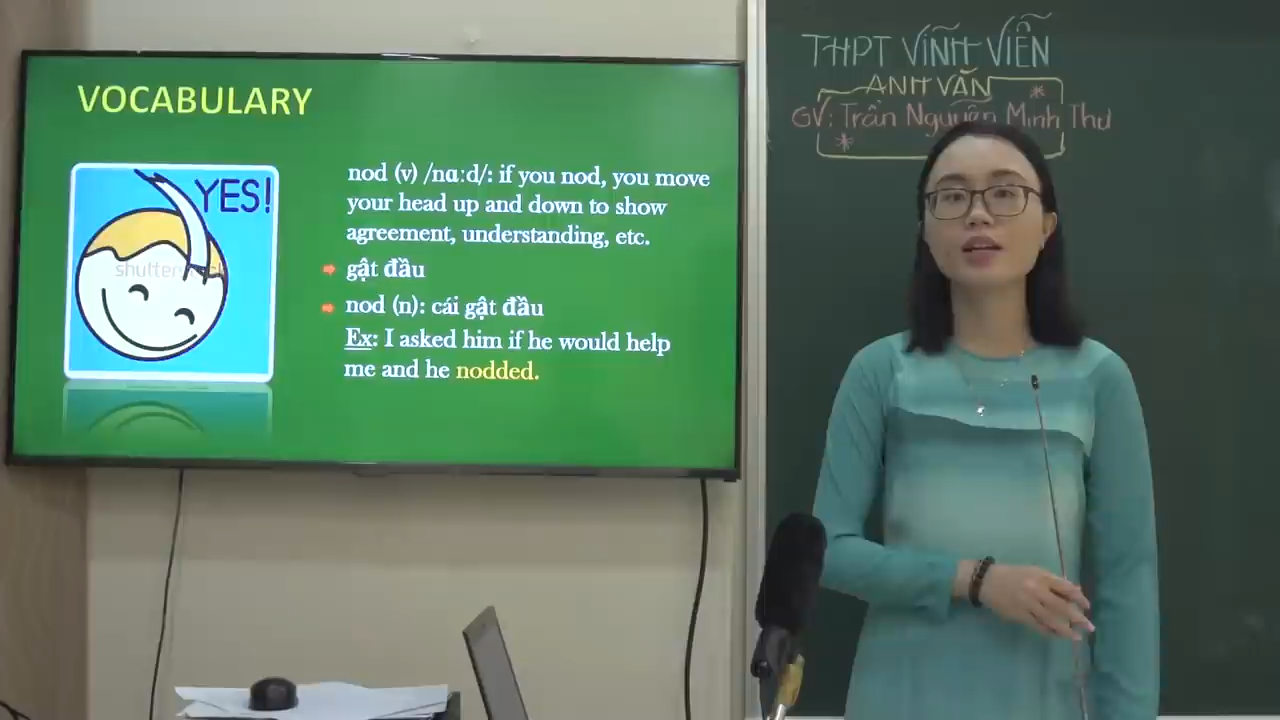 VOCABULARY
YES!
shutterstock
nod (v) /nɑːd/: if you nod, you move
your head up and down to show
agreement, understanding, etc.
gật đầu
nod (n): cái gật đầu
Ex: I asked him if he would help
me and he nodded.
THPT VĨNH VIỄN
ANH VĂN
GV: Trần Nguyễn Minh Thư